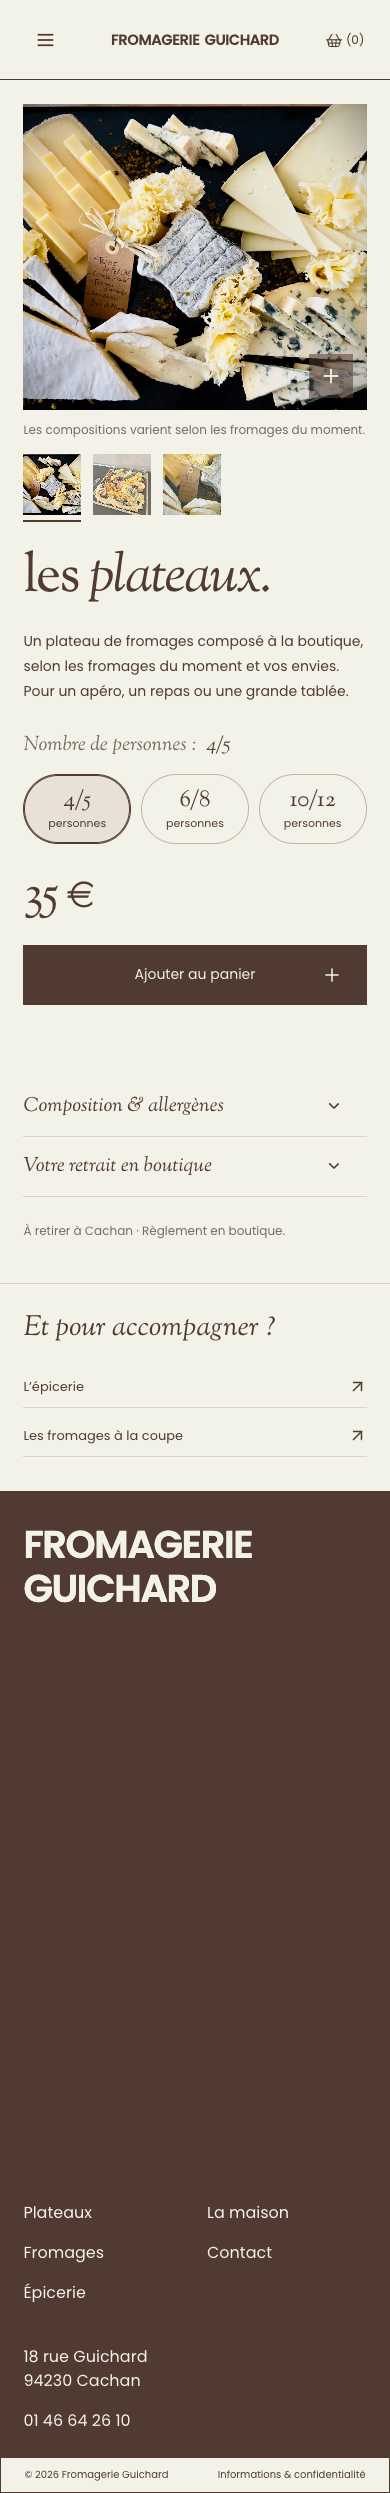 FROMAGERIE GUICHARD
(0)
Les compositions varient selon les fromages du moment.
les plateaux.
Un plateau de fromages composé à la boutique,
selon les fromages du moment et vos envies.
Pour un apéro, un repas ou une grande tablée.
Nombre de personnes : 4/5
4/5
personnes
6/8
personnes
10/12
personnes
35 €
Ajouter au panier
Composition & allergènes
Votre retrait en boutique
À retirer à Cachan · Règlement en boutique.
Et pour accompagner ?
L’épicerie
Les fromages à la coupe
FROMAGERIE
GUICHARD
Plateaux
La maison
Fromages
Contact
Épicerie
18 rue Guichard
94230 Cachan
01 46 64 26 10
© 2026 Fromagerie Guichard
Informations & confidentialité